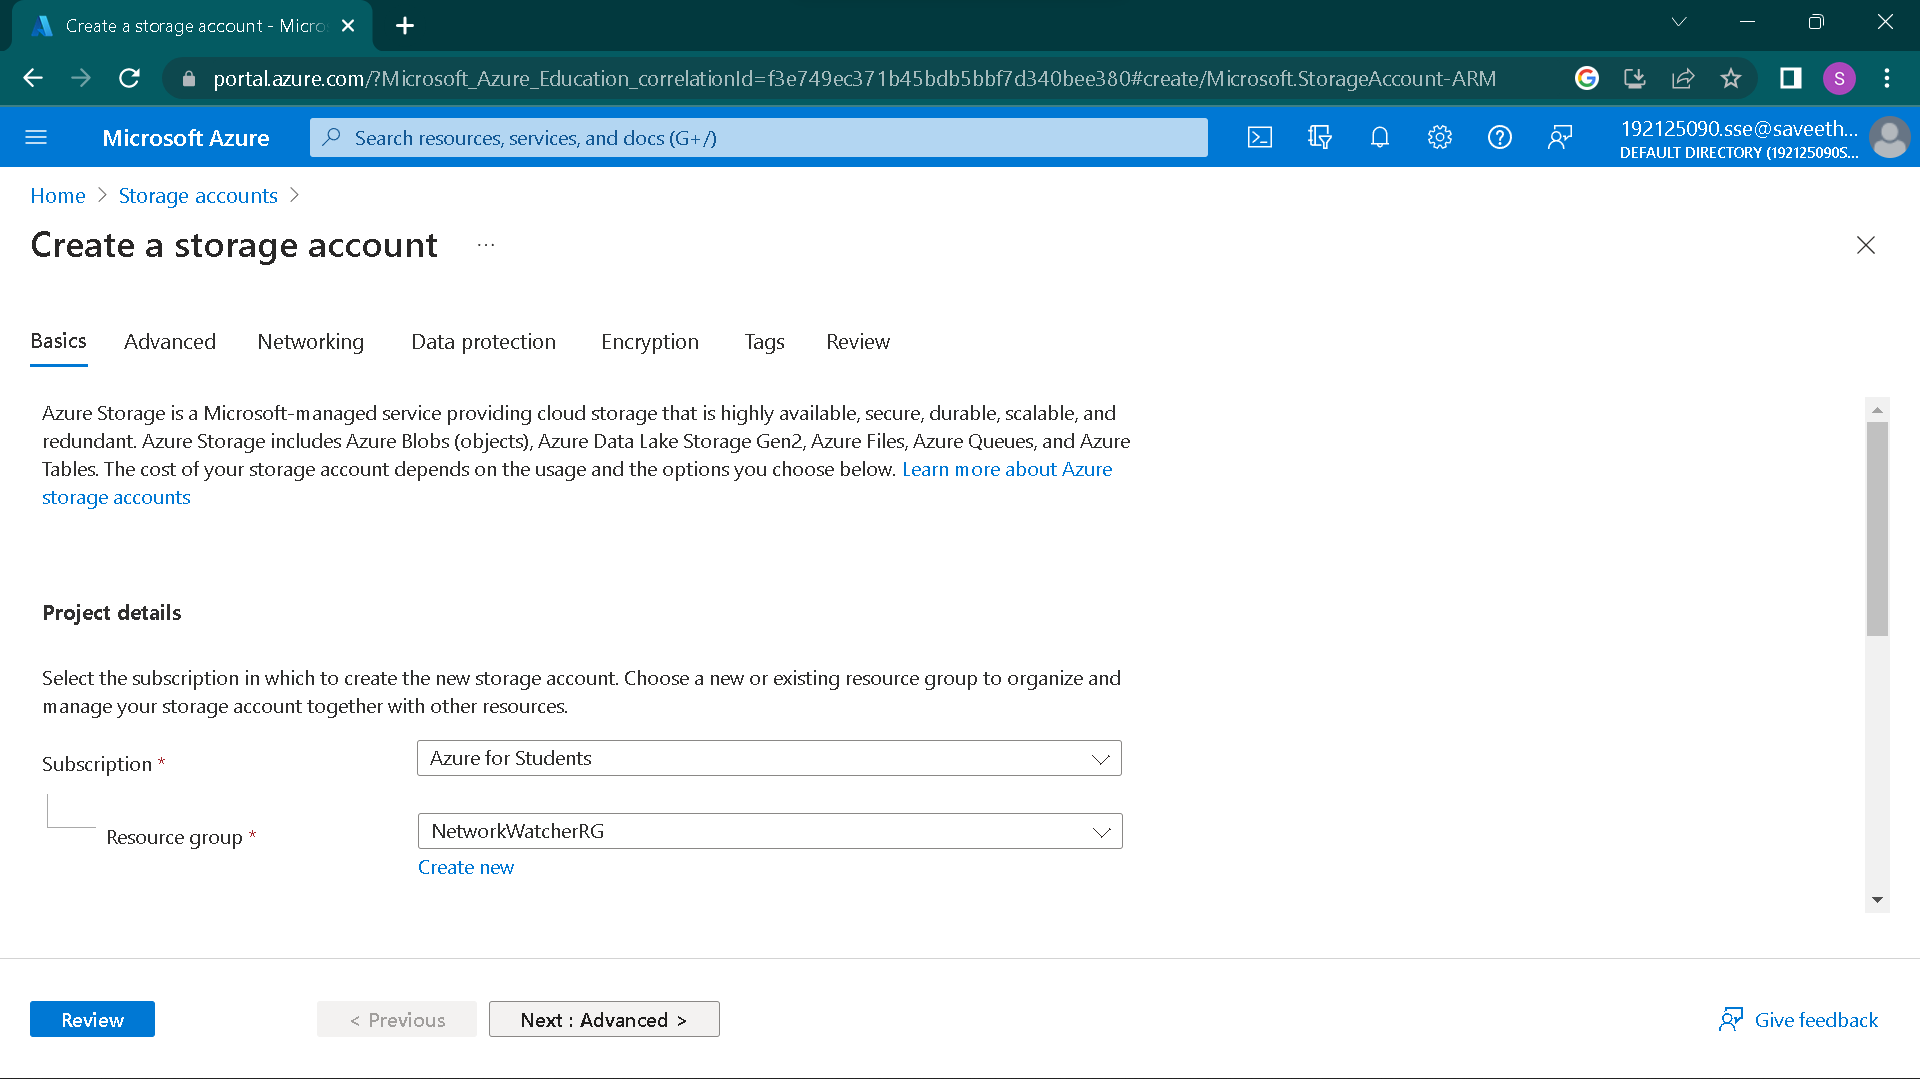 Create a storage account - Micro
portal.azure.com/?Microsoft_Azure_Education_correlationId=f3e749ec371b45bdb5bbf7d340bee380#create/Microsoft.StorageAccount-ARM
S
Microsoft Azure
Search resources, services, and docs (G+/)
192125090.sse@saveeth...
DEFAULT DIRECTORY (192125090S...
Home > Storage accounts >
Create a storage account ...
Basics Advanced Networking Data protection Encryption Tags Review
Azure Storage is a Microsoft-managed service providing cloud storage that is highly available, secure, durable, scalable, and
redundant. Azure Storage includes Azure Blobs (objects), Azure Data Lake Storage Gen2, Azure Files, Azure Queues, and Azure
Tables. The cost of your storage account depends on the usage and the options you choose below. Learn more about Azure
storage accounts
Project details
Select the subscription in which to create the new storage account. Choose a new or existing resource group to organize and
manage your storage account together with other resources.
Subscription * Azure for Students
Resource group * NetworkWatcherRG
Create new
Review < Previous Next : Advanced > Give feedback